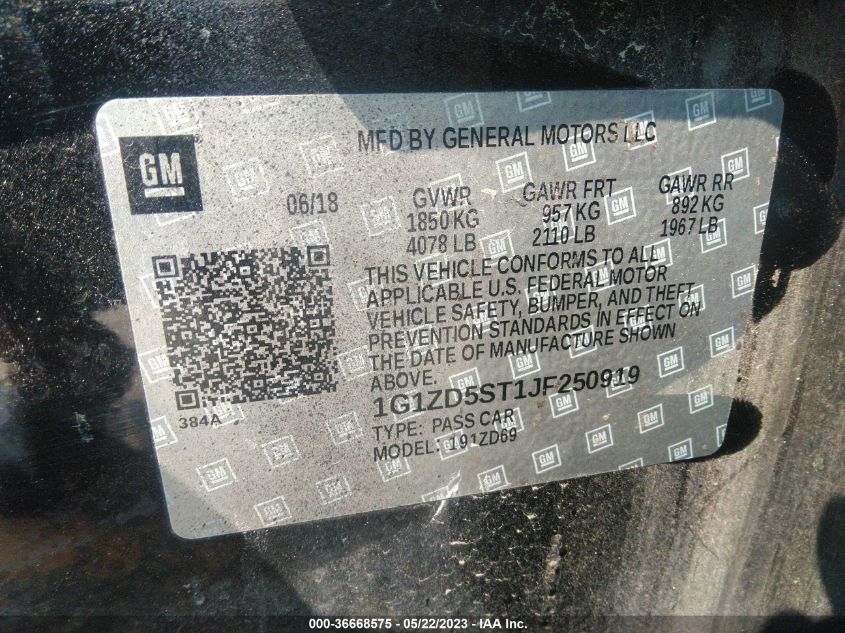 GM
MFD BY GENERAL MOTORS LLC
06/18
GVWR
1850 KG
4078 LB
GAWR FRT
957 KG
2110 LB
GAWR RR
892 KG
1967 LB
THIS VEHICLE CONFORMS TO ALL
APPLICABLE U.S. FEDERAL MOTOR
VEHICLE SAFETY, BUMPER, AND THEFT
PREVENTION STANDARDS IN EFFECT ON
THE DATE OF MANUFACTURE SHOWN
ABOVE.
1G1ZD5ST1JF250919
TYPE: PASS CAR
MODEL: 191ZD69
384A
000-36668575 - 05/22/2023 - IAA Inc.